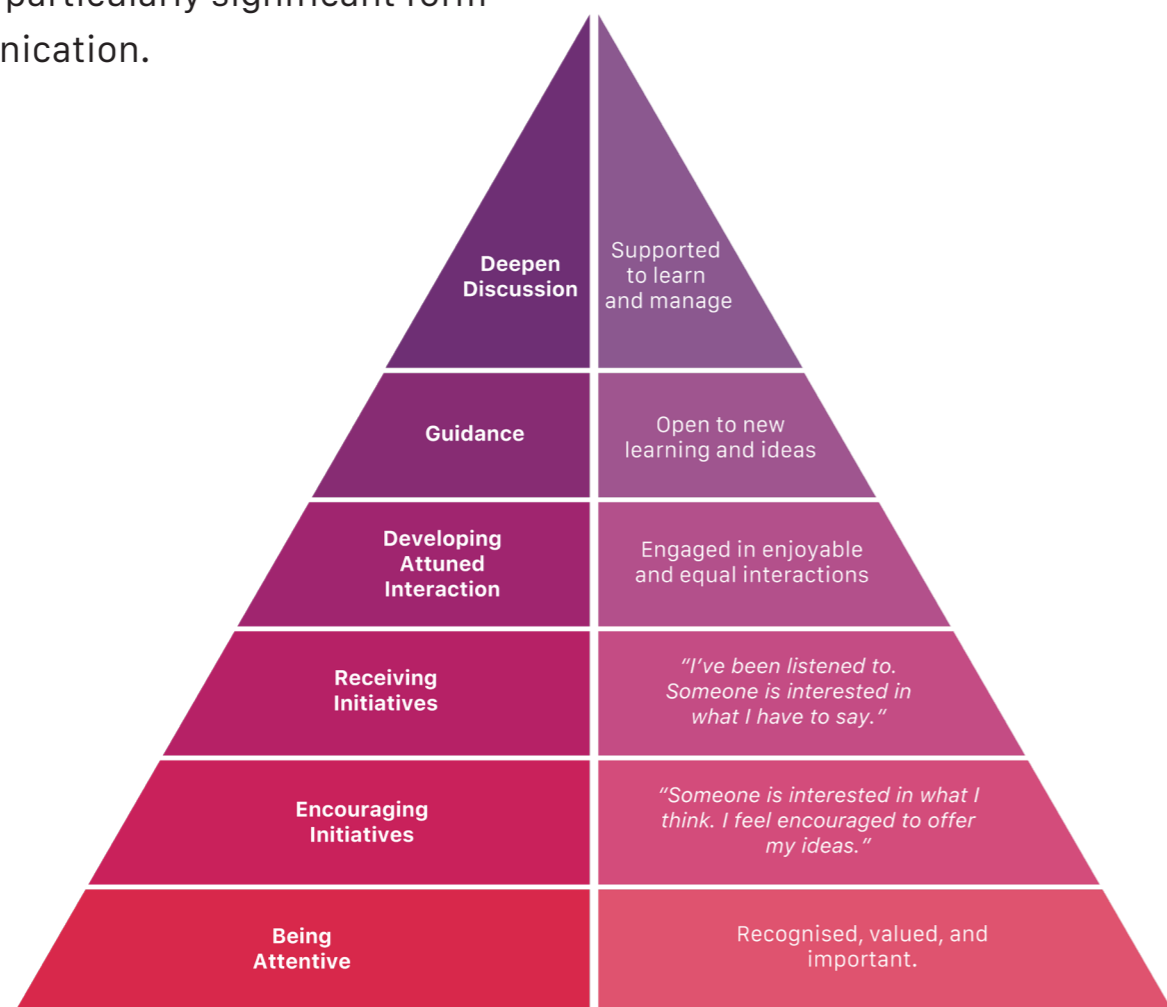 particularly significant form
nication.
Deepen
Discussion
Supported
to learn
and manage
Guidance
Open to new
learning and ideas
Developing
Attuned
Interaction
Engaged in enjoyable
and equal interactions
Receiving
Initiatives
“I’ve been listened to.
Someone is interested in
what I have to say.”
Encouraging
Initiatives
“Someone is interested in what I
think. I feel encouraged to offer
my ideas.”
Being
Attentive
Recognised, valued, and
important.